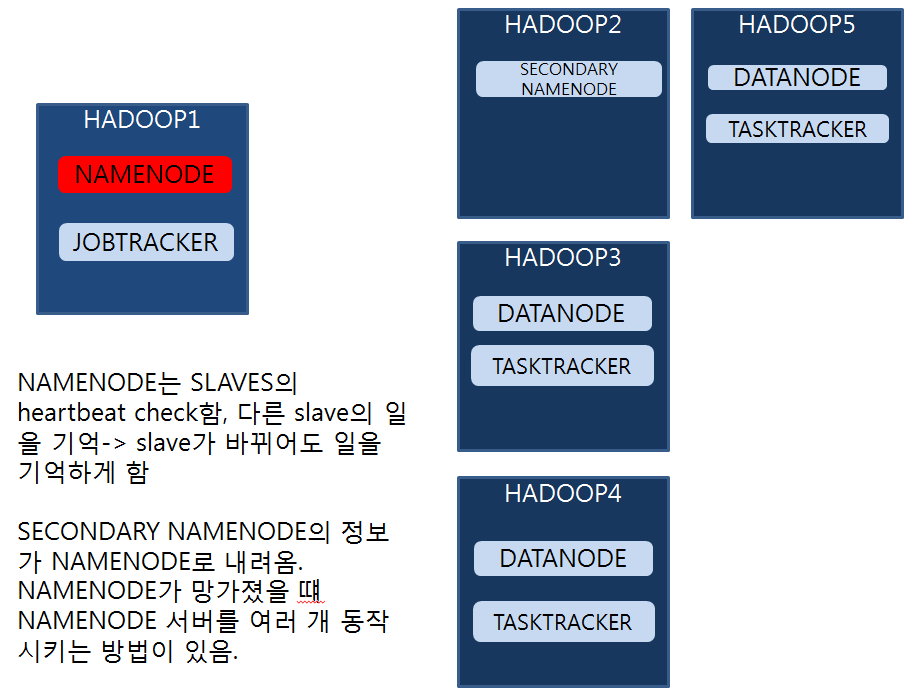 HADOOP1
NAMENODE
JOBTRACKER
HADOOP2
SECONDARY
NAMENODE
HADOOP5
DATANODE
TASKTRACKER
HADOOP3
DATANODE
TASKTRACKER
HADOOP4
DATANODE
TASKTRACKER
NAMENODE는 SLAVES의
heartbeat check함, 다른 slave의 일
을 기억-> slave가 바뀌어도 일을
기억하게 함
SECONDARY NAMENODE의 정보
가 NAMENODE로 내려옴.
NAMENODE가 망가졌을 떄
NAMENODE 서버를 여러 개 동작
시키는 방법이 있음.